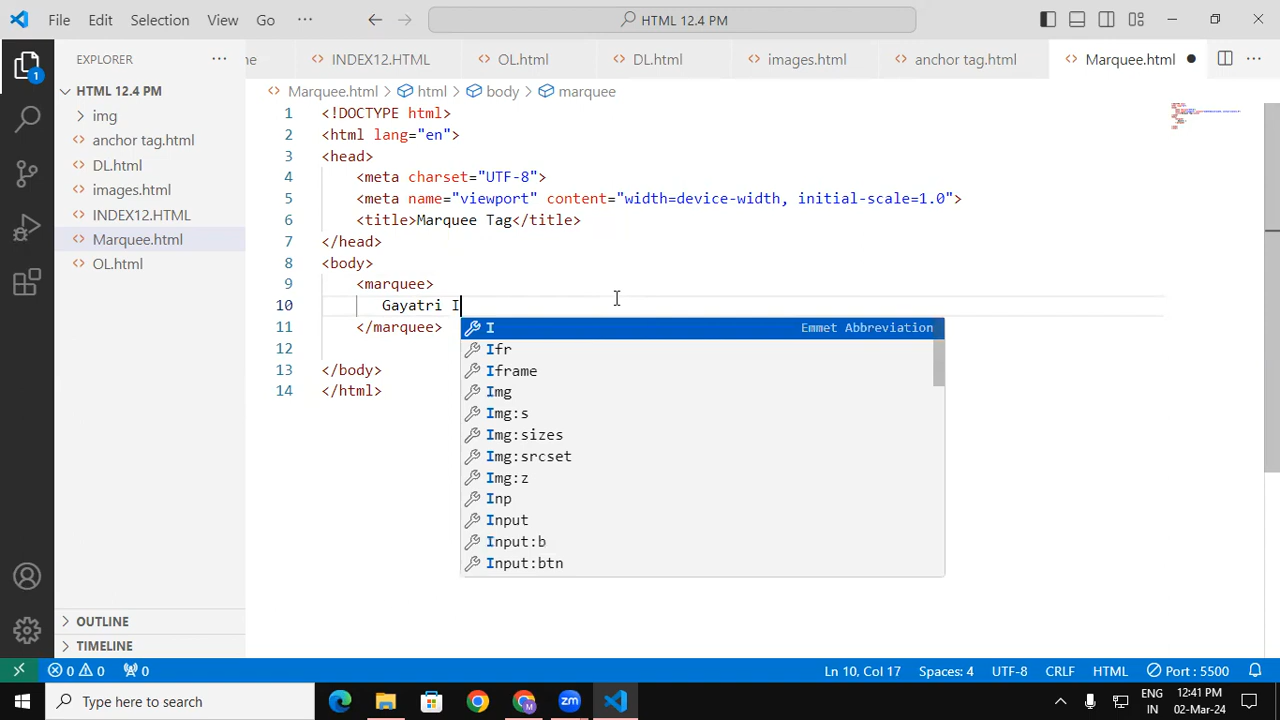 File Edit Selection View Go ··· HTML 12.4 PM
EXPLORER ···
HTML 12.4 PM
img
anchor tag.html
DL.html
images.html
INDEX12.HTML
Marquee.html
OL.html
OUTLINE
TIMELINE
1
me INDEX12.HTML OL.html DL.html images.html anchor tag.html Marquee.html ● ···
Marquee.html > html > body > marquee
1 <!DOCTYPE html>
2 <html lang="en">
3 <head>
4 <meta charset="UTF-8">
5 <meta name="viewport" content="width=device-width, initial-scale=1.0">
6 <title>Marquee Tag</title>
7 </head>
8 <body>
9 <marquee>
10 Gayatri I
11 </marquee>
12
13 </body>
14 </html>
I Emmet Abbreviation
Ifr
Iframe
Img
Img:s
Img:sizes
Img:srcset
Img:z
Inp
Input
Input:b
Input:btn
0 0 0 Ln 10, Col 17 Spaces: 4 UTF-8 CRLF HTML Port : 5500
Type here to search
ENG
IN
12:41 PM
02-Mar-24